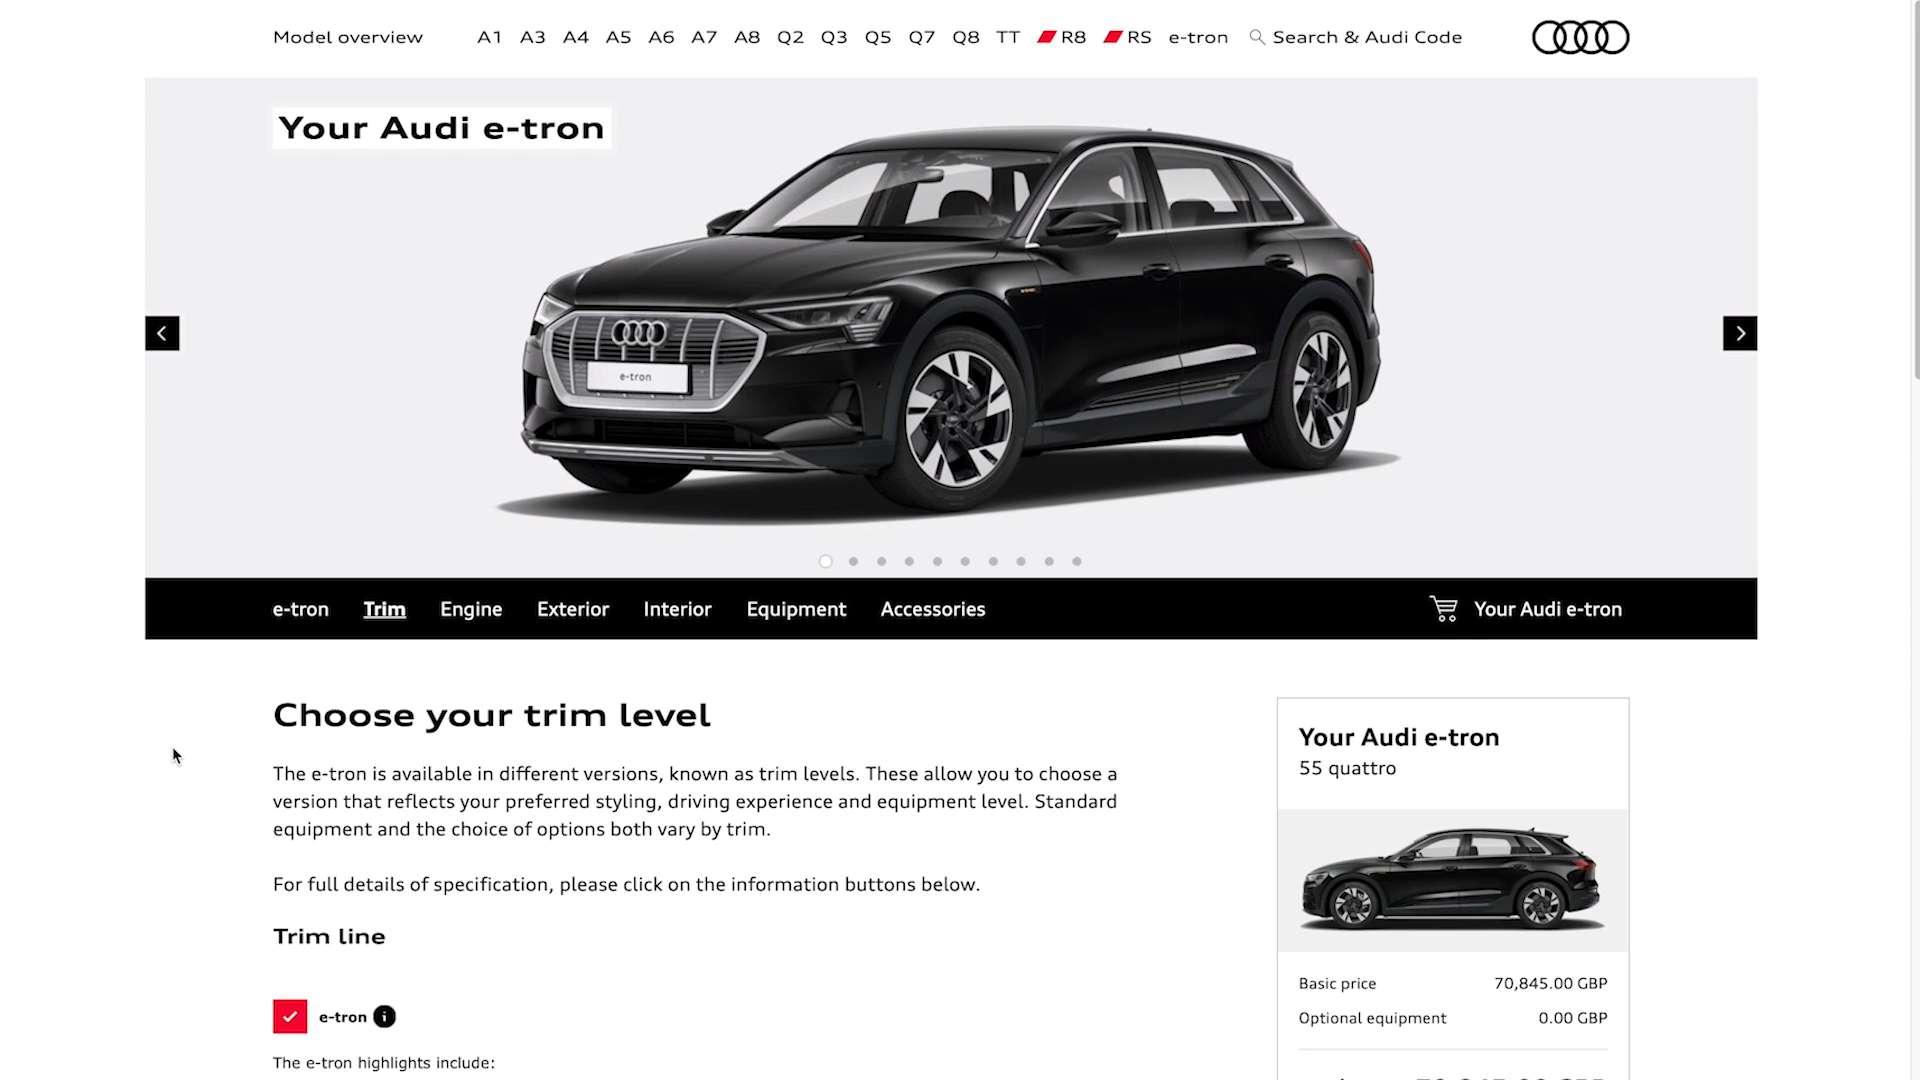 Model overview A1 A3 A4 A5 A6 A7 A8 Q2 Q3 Q5 Q7 Q8 TT R8 RS e-tron Search & Audi Code
Your Audi e-tron
e-tron
e-tron Trim Engine Exterior Interior Equipment Accessories Your Audi e-tron
Choose your trim level
The e-tron is available in different versions, known as trim levels. These allow you to choose a
version that reflects your preferred styling, driving experience and equipment level. Standard
equipment and the choice of options both vary by trim.
For full details of specification, please click on the information buttons below.
Trim line
e-tron i
The e-tron highlights include:
Your Audi e-tron
55 quattro
Basic price 70,845.00 GBP
Optional equipment 0.00 GBP